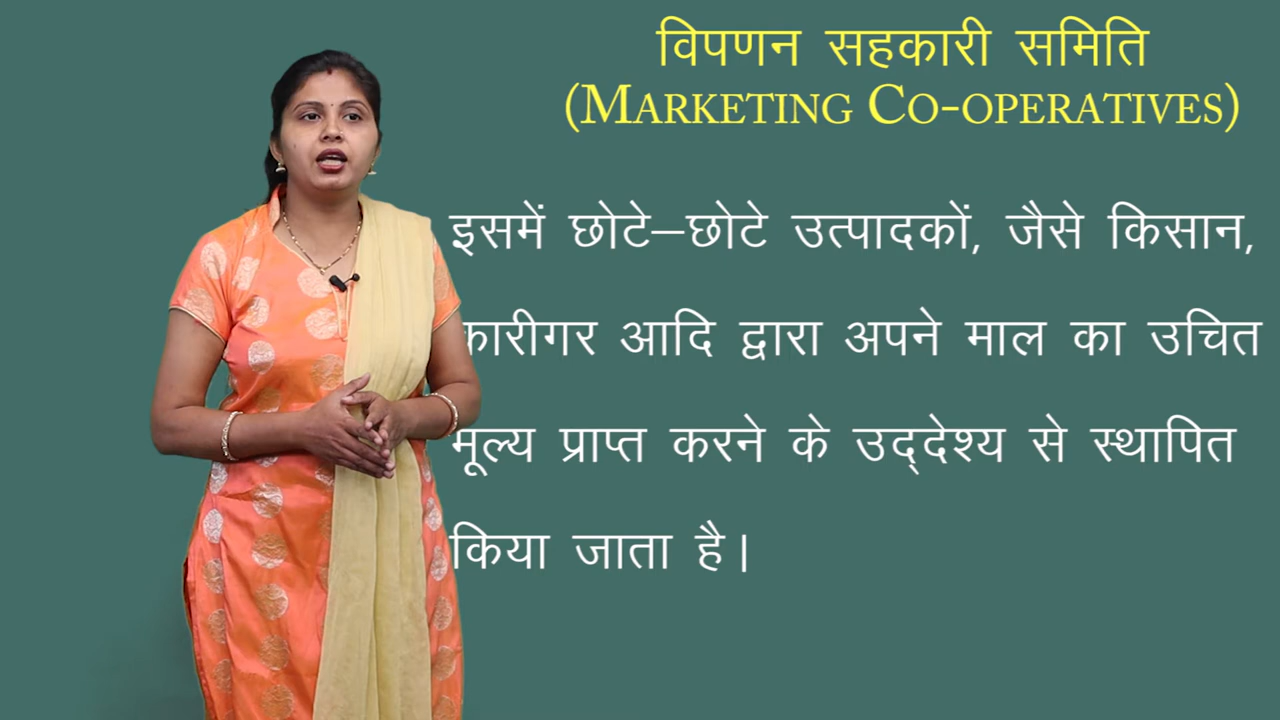 विपणन सहकारी समिति
(MARKETING CO-OPERATIVES)
इसमें छोटे–छोटे उत्पादकों, जैसे किसान,
कारीगर आदि द्वारा अपने माल का उचित
मूल्य प्राप्त करने के उद्देश्य से स्थापित
किया जाता है।